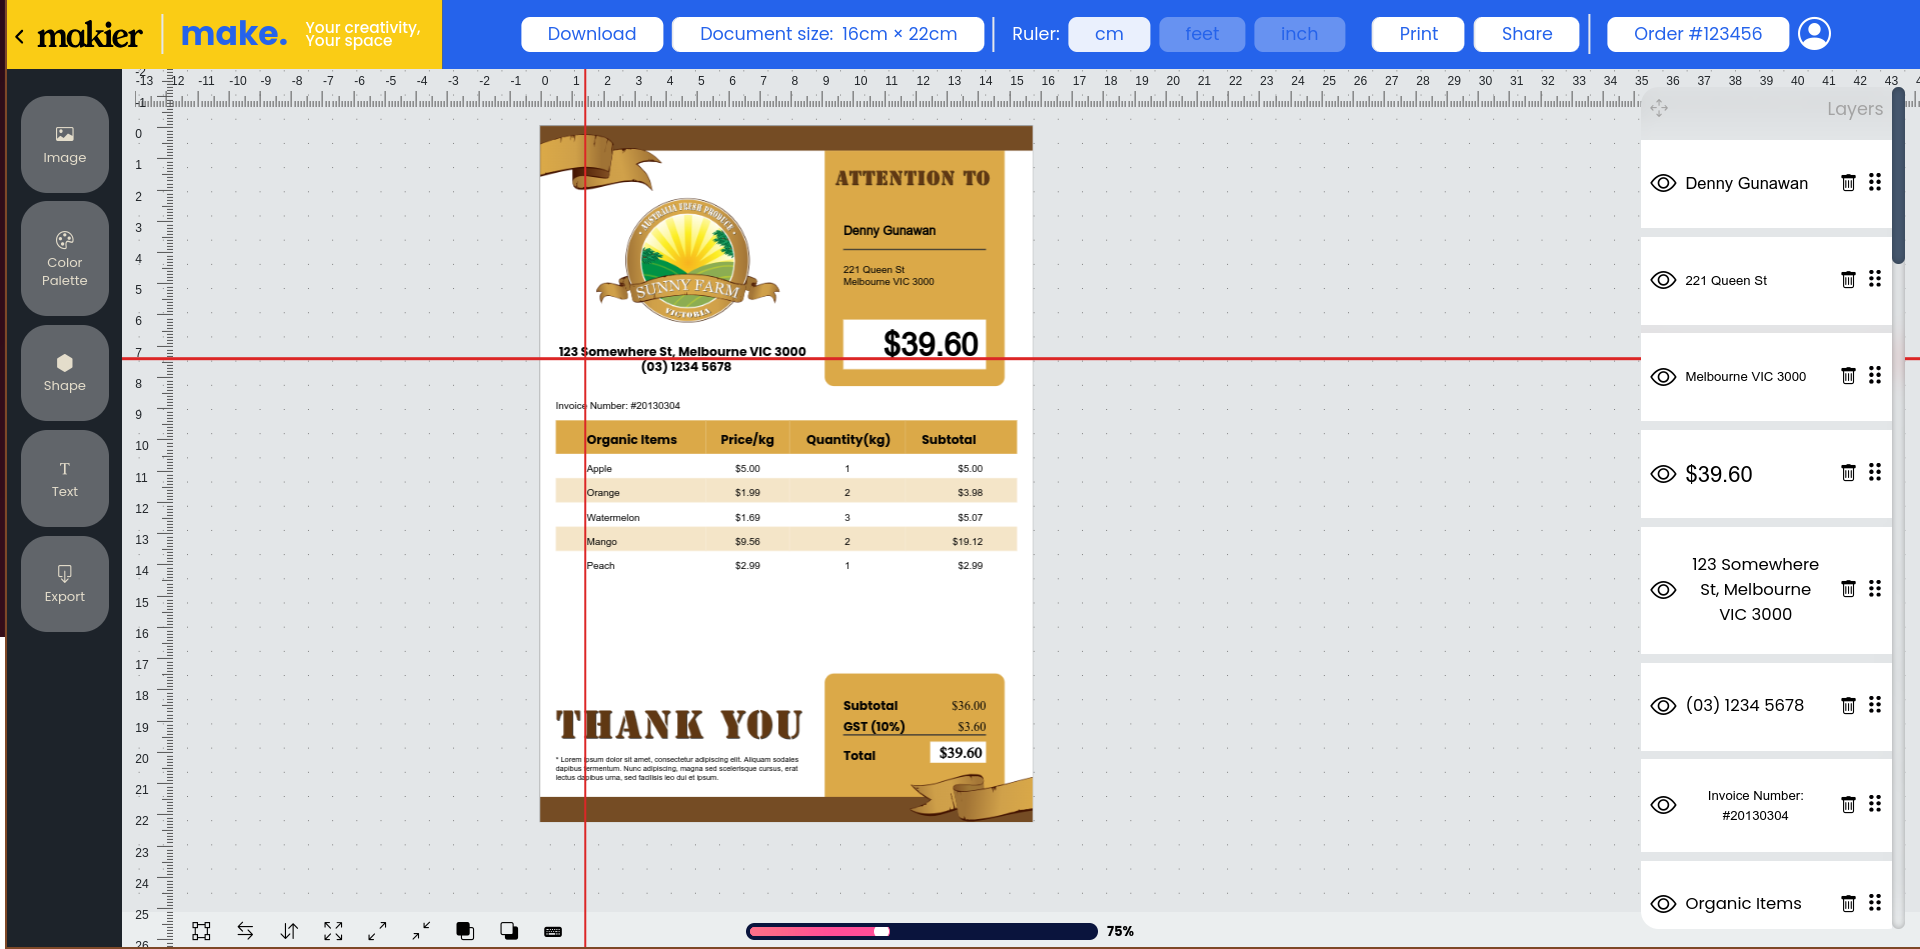 makier
make.
Your creativity,
Your space
Download
Document size: 16cm × 22cm
Ruler:
cm
feet
inch
Print
Share
Order #123456
-13 -12 -11 -10 -9 -8 -7 -6 -5 -4 -3 -2 -1 0 1 2 3 4 5 6 7 8 9 10 11 12 13 14 15 16 17 18 19 20 21 22 23 24 25 26 27 28 29 30 31 32 33 34 35 36 37 38 39 40 41 42 43
-1
0
1
2
3
4
5
6
7
8
9
10
11
12
13
14
15
16
17
18
19
20
21
22
23
24
25
26
Image
Color
Palette
Shape
Text
Export
AUSTRALIA FRESH PRODUCE
SUNNY FARM
VICTORIA
123 Somewhere St, Melbourne VIC 3000
(03) 1234 5678
ATTENTION TO
Denny Gunawan
221 Queen St
Melbourne VIC 3000
$39.60
Invoice Number: #20130304
Organic Items Price/kg Quantity(kg) Subtotal
Apple $5.00 1 $5.00
Orange $1.99 2 $3.98
Watermelon $1.69 3 $5.07
Mango $9.56 2 $19.12
Peach $2.99 1 $2.99
THANK YOU
* Lorem ipsum dolor sit amet, consectetur adipiscing elit. Aliquam sodales
dapibus fermentum. Nunc adipiscing, magna sed scelerisque cursus, erat
lectus dapibus urna, sed facilisis leo dui et ipsum.
Subtotal $36.00
GST (10%) $3.60
Total $39.60
75%
Layers
Denny Gunawan
221 Queen St
Melbourne VIC 3000
$39.60
123 Somewhere
St, Melbourne
VIC 3000
(03) 1234 5678
Invoice Number:
#20130304
Organic Items